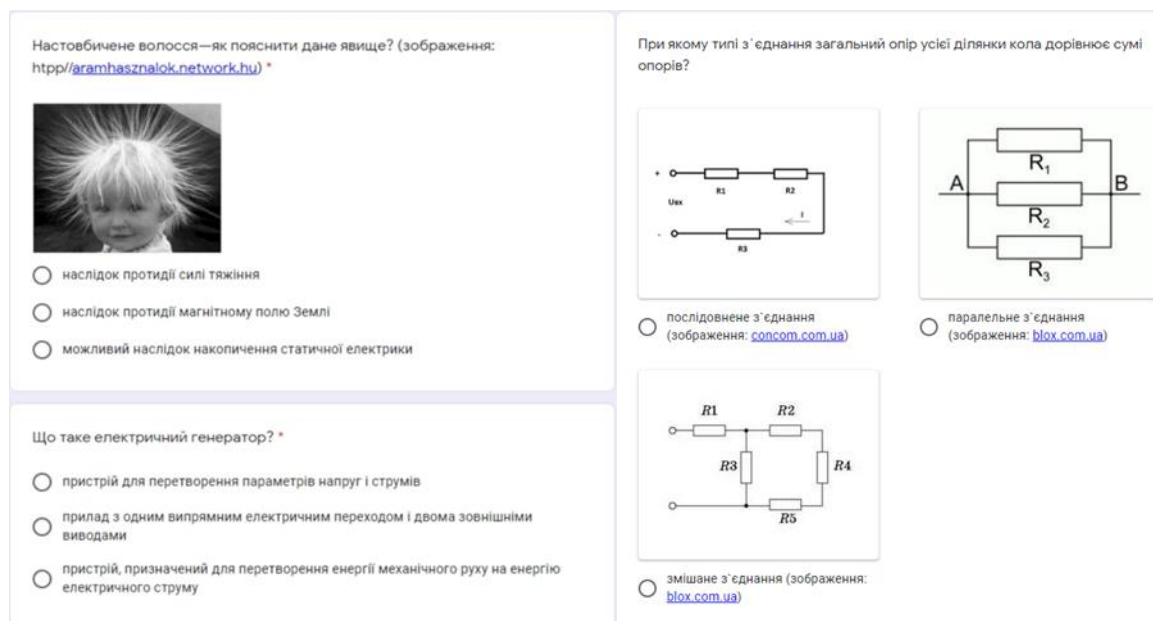 Настовбичене волосся—як пояснити дане явище? (зображення:
htpp//aramhasznalok.network.hu) *
наслідок протидії силі тяжіння
наслідок протидії магнітному полю Землі
можливий наслідок накопичення статичної електрики
Що таке електричний генератор? *
пристрій для перетворення параметрів напруг і струмів
прилад з одним випрямним електричним переходом і двома зовнішніми
виводами
пристрій, призначений для перетворення енергії механічного руху на енергію
електричного струму
При якому типі з`єднання загальний опір усієї ділянки кола дорівнює сумі
опорів?
+
R1
R2
Uвх
I
-
R3
послідовнене з`єднання
(зображення: concom.com.ua)
R1
A
B
R2
R3
паралельне з`єднання
(зображення: blox.com.ua)
R1
R2
R3
R4
R5
змішане з`єднання (зображення:
blox.com.ua)